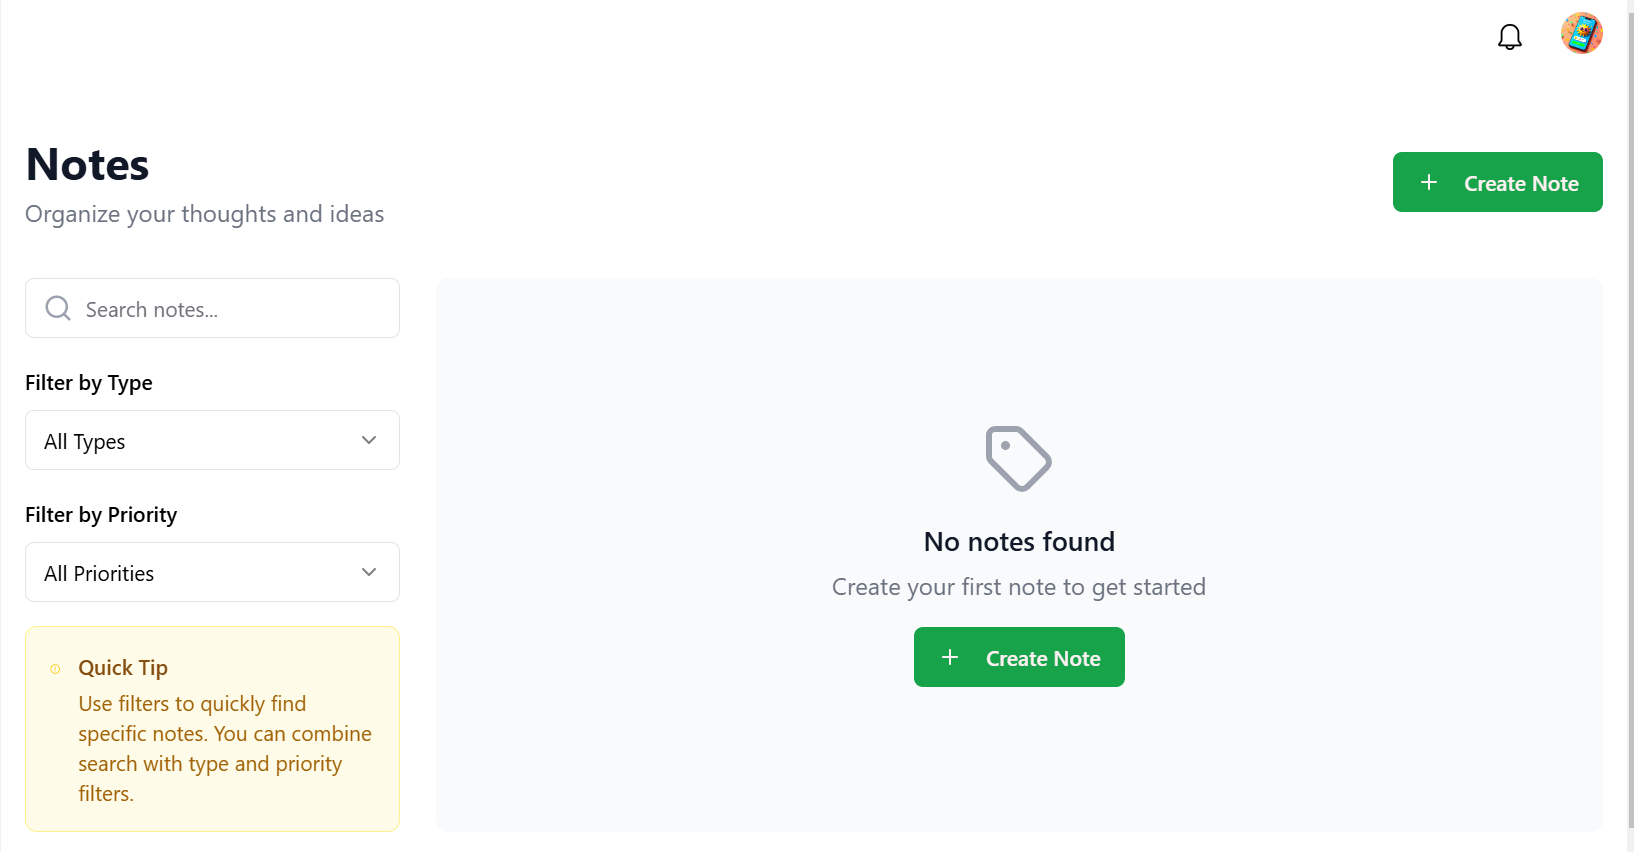 Notes
Organize your thoughts and ideas
Create Note
Search notes...
Filter by Type
All Types
Filter by Priority
All Priorities
Quick Tip
Use filters to quickly find
specific notes. You can combine
search with type and priority
filters.
No notes found
Create your first note to get started
Create Note